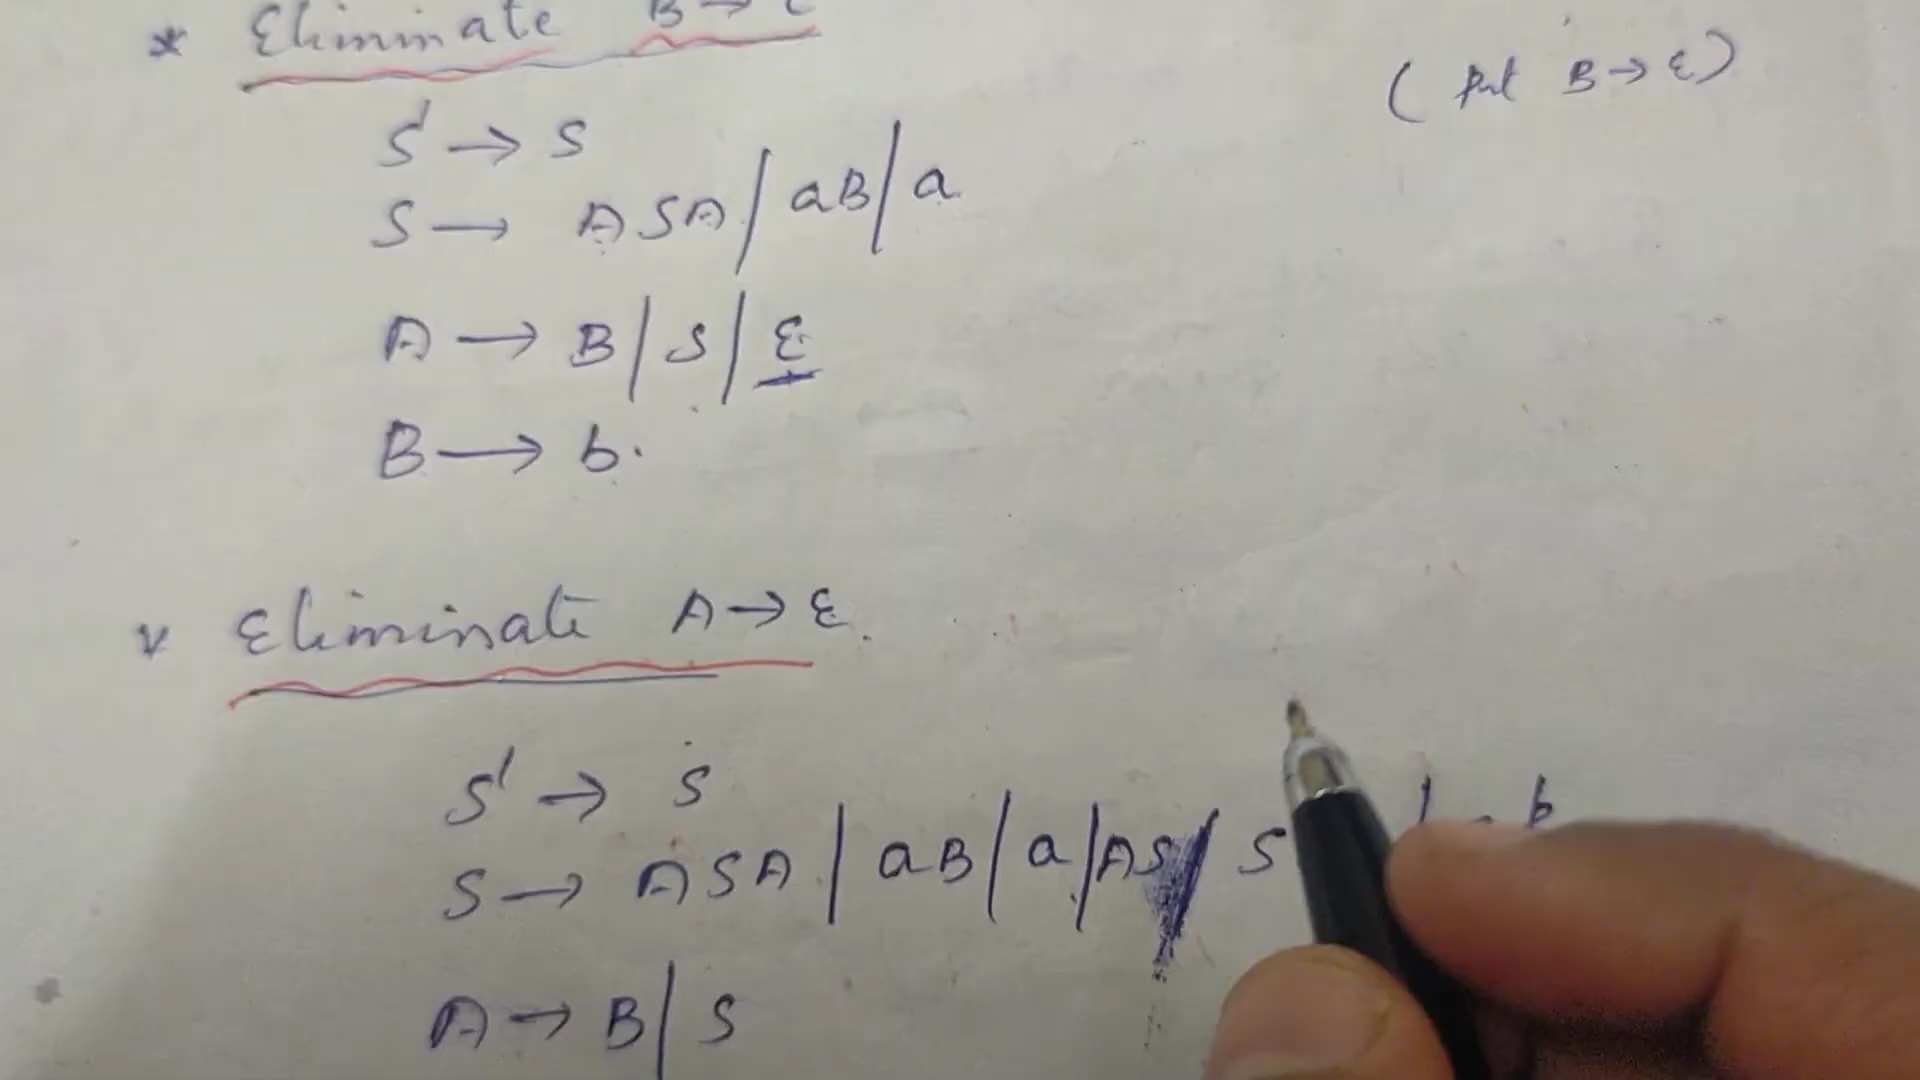 * Eliminate B→ε
(Put B→ε)
S' → S
S → ASA / aB / a
A → B / S / ε
B → b.
* Eliminate A→ε.
S' → S
S → ASA / aB / a / AS / S
A → B / S